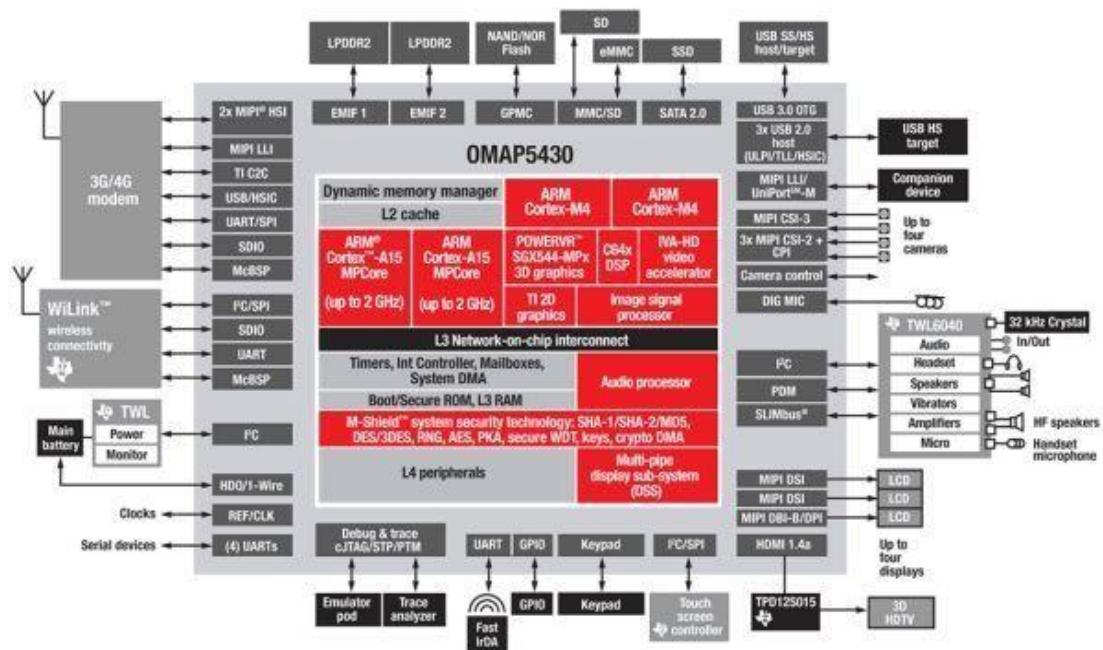 SD
LPDDR2
LPDDR2
NAND/NOR
Flash
eMMC
SSD
USB SS/HS
host/target
2x MIPI® HSI
EMIF 1
EMIF 2
GPMC
MMC/SD
SATA 2.0
USB 3.0 OTG
3x USB 2.0
host
(ULPI/TLL/HSIC)
USB HS
target
3G/4G
modem
MIPI LLI
TI C2C
USB/HSIC
UART/SPI
SDIO
McBSP
OMAP5430
Dynamic memory manager
L2 cache
ARM
Cortex-M4
ARM
Cortex-M4
MIPI LLI/
UniPort℠-M
Companion
device
MIPI CSI-3
3x MIPI CSI-2 +
CPI
Up to
four
cameras
Camera control
DIG MIC
ARM®
Cortex™-A15
MPCore
(up to 2 GHz)
ARM
Cortex-A15
MPCore
(up to 2 GHz)
POWERVR™
SGX544-MPx
3D graphics
C64x
DSP
IVA-HD
video
accelerator
TI 2D
graphics
Image signal
processor
WiLink™
wireless
connectivity
I²C/SPI
SDIO
UART
McBSP
L3 Network-on-chip interconnect
Timers, Int Controller, Mailboxes,
System DMA
Audio processor
Boot/Secure ROM, L3 RAM
M-Shield™ system security technology: SHA-1/SHA-2/MD5,
DES/3DES, RNG, AES, PKA, secure WDT, keys, crypto DMA
L4 peripherals
Multi-pipe
display sub-system
(DSS)
TWL6040
32 kHz Crystal
Audio
In/Out
Headset
Speakers
Vibrators
Amplifiers
HF speakers
Micro
Handset
microphone
I²C
PDM
SLIMbus®
Main
battery
TWL
Power
Monitor
I²C
HDQ/1-Wire
Clocks
REF/CLK
Serial devices
(4) UARTs
MIPI DSI
LCD
MIPI DSI
LCD
MIPI DBI-B/DPI
LCD
Up to
four
displays
Debug & trace
cJTAG/STP/PTM
UART
GPIO
Keypad
I²C/SPI
HDMI 1.4a
Emulator
pod
Trace
analyzer
Fast
IrDA
GPIO
Keypad
Touch
screen
controller
TPD12S015
3D
HDTV